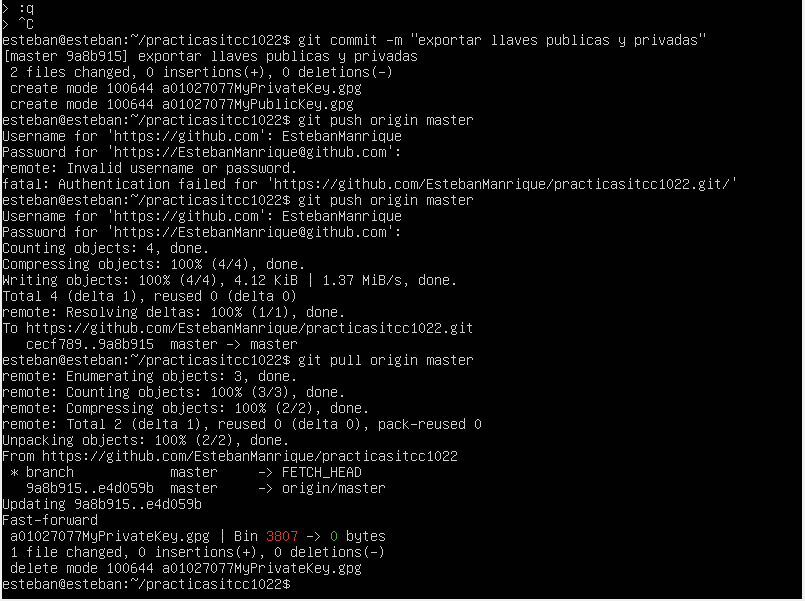 > :q
> ^C
esteban@esteban:~/practicasitcc1022$ git commit -m "exportar llaves publicas y privadas"
[master 9a8b915] exportar llaves publicas y privadas
 2 files changed, 0 insertions(+), 0 deletions(-)
 create mode 100644 a01027077MyPrivateKey.gpg
 create mode 100644 a01027077MyPublicKey.gpg
esteban@esteban:~/practicasitcc1022$ git push origin master
Username for 'https://github.com': EstebanManrique
Password for 'https://EstebanManrique@github.com':
remote: Invalid username or password.
fatal: Authentication failed for 'https://github.com/EstebanManrique/practicasitcc1022.git/'
esteban@esteban:~/practicasitcc1022$ git push origin master
Username for 'https://github.com': EstebanManrique
Password for 'https://EstebanManrique@github.com':
Counting objects: 4, done.
Compressing objects: 100% (4/4), done.
Writing objects: 100% (4/4), 4.12 KiB | 1.37 MiB/s, done.
Total 4 (delta 1), reused 0 (delta 0)
remote: Resolving deltas: 100% (1/1), done.
To https://github.com/EstebanManrique/practicasitcc1022.git
   cecf789..9a8b915  master -> master
esteban@esteban:~/practicasitcc1022$ git pull origin master
remote: Enumerating objects: 3, done.
remote: Counting objects: 100% (3/3), done.
remote: Compressing objects: 100% (2/2), done.
remote: Total 2 (delta 1), reused 0 (delta 0), pack-reused 0
Unpacking objects: 100% (2/2), done.
From https://github.com/EstebanManrique/practicasitcc1022
 * branch            master     -> FETCH_HEAD
   9a8b915..e4d059b  master     -> origin/master
Updating 9a8b915..e4d059b
Fast-forward
 a01027077MyPrivateKey.gpg | Bin 3807 -> 0 bytes
 1 file changed, 0 insertions(+), 0 deletions(-)
 delete mode 100644 a01027077MyPrivateKey.gpg
esteban@esteban:~/practicasitcc1022$